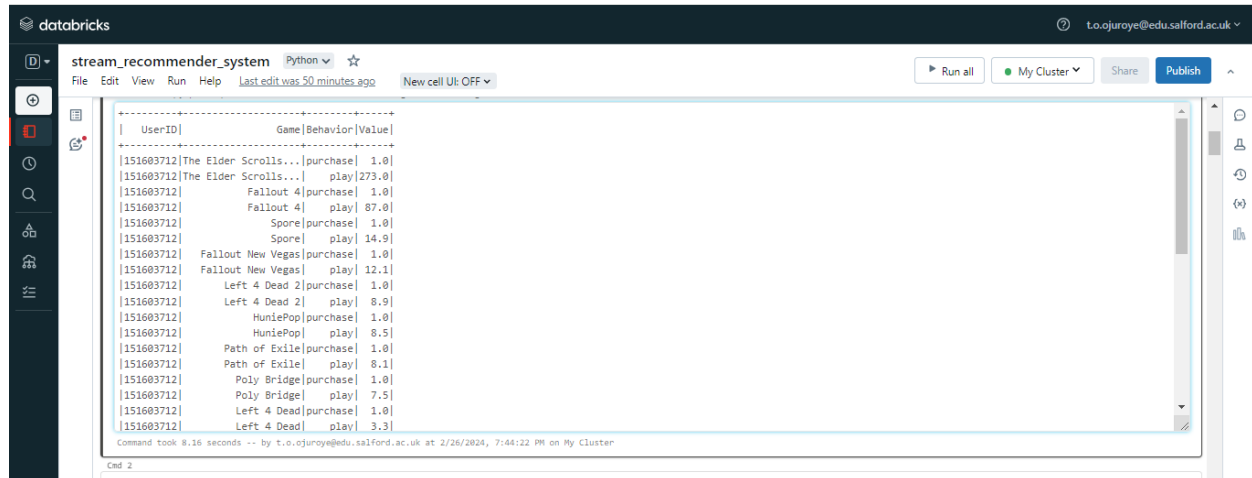 databricks
t.o.ojuroye@edu.salford.ac.uk
D
stream_recommender_system Python
File Edit View Run Help Last edit was 50 minutes ago New cell UI: OFF
Run all My Cluster Share Publish
+---------+--------------------+--------+-----+
|   UserID|                Game|Behavior|Value|
+---------+--------------------+--------+-----+
|151603712|The Elder Scrolls...|purchase|  1.0|
|151603712|The Elder Scrolls...|    play|273.0|
|151603712|           Fallout 4|purchase|  1.0|
|151603712|           Fallout 4|    play| 87.0|
|151603712|               Spore|purchase|  1.0|
|151603712|               Spore|    play| 14.9|
|151603712|   Fallout New Vegas|purchase|  1.0|
|151603712|   Fallout New Vegas|    play| 12.1|
|151603712|       Left 4 Dead 2|purchase|  1.0|
|151603712|       Left 4 Dead 2|    play|  8.9|
|151603712|            HuniePop|purchase|  1.0|
|151603712|            HuniePop|    play|  8.5|
|151603712|       Path of Exile|purchase|  1.0|
|151603712|       Path of Exile|    play|  8.1|
|151603712|         Poly Bridge|purchase|  1.0|
|151603712|         Poly Bridge|    play|  7.5|
|151603712|         Left 4 Dead|purchase|  1.0|
|151603712|         Left 4 Dead|    play|  3.3|
Command took 8.16 seconds -- by t.o.ojuroye@edu.salford.ac.uk at 2/26/2024, 7:44:22 PM on My Cluster
Cmd 2